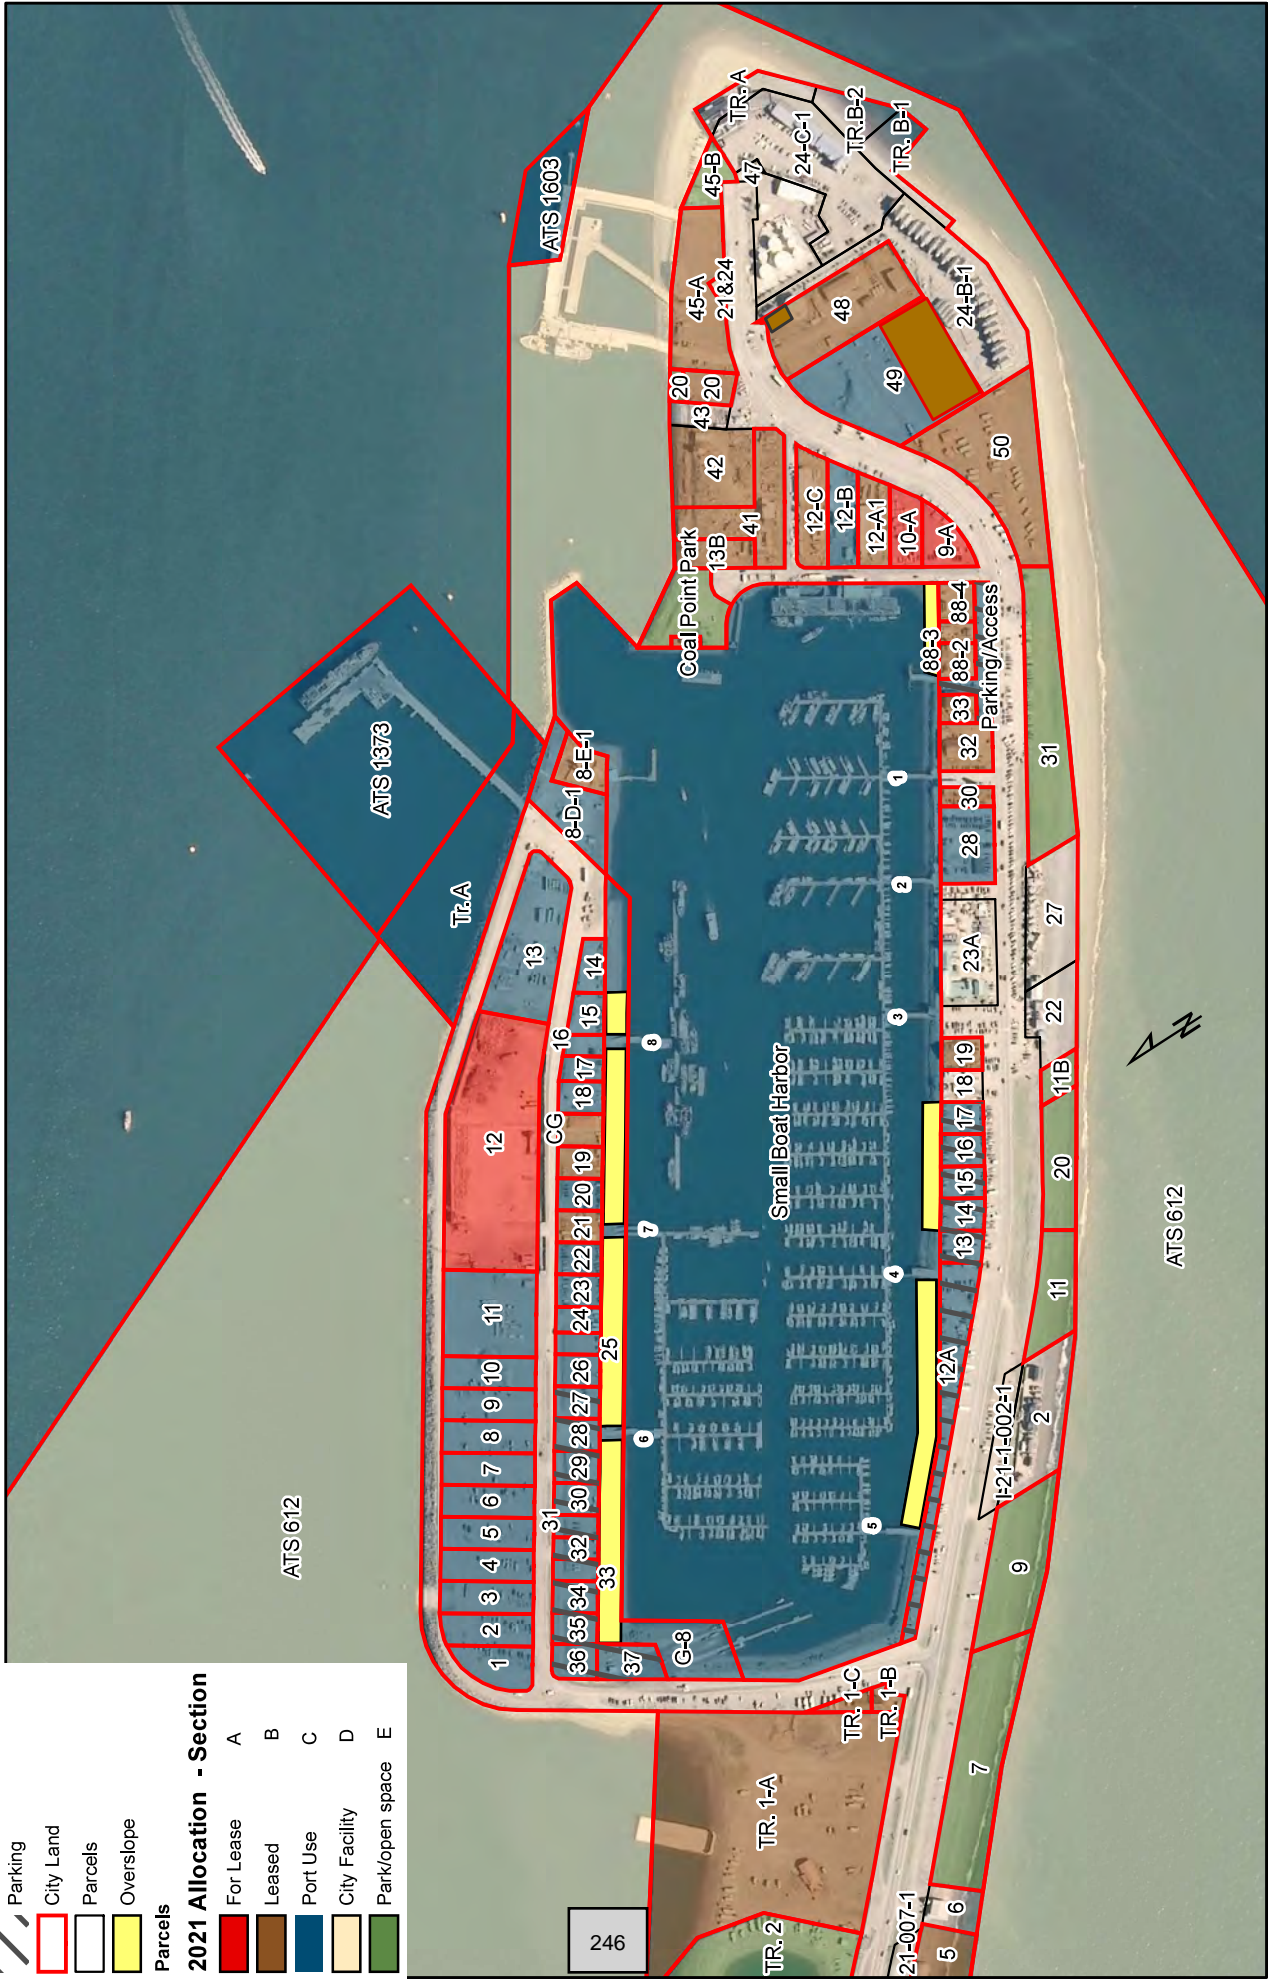 Parking
City Land
Parcels
Overslope
Parcels
2021 Allocation - Section
For Lease A
Leased B
Port Use C
City Facility D
Park/open space E
246
ATS 612
ATS 1373
Tr. A
ATS 1603
1
2
3
4
5
6
7
8
9
10
11
12
13
8-D-1
8-E-1
36
35
34
32
31
30
29
28
27
26
24
23
22
21
20
19
CG
18
17
16
15
14
37
33
25
G-8
6
7
8
Small Boat Harbor
5
4
3
2
1
Coal Point Park
13B
41
42
43
20
20
45-A
21&24
45-B
47
TR. A
24-C-1
TR.B-2
TR. B-1
24-B-1
48
49
50
12-C
12-B
12-A1
10-A
9-A
88-4
88-3
88-2
33
32
Parking/Access
30
28
23A
19
18
17
16
15
14
13
12A
31
27
22
11B
20
11
2
I-21-1-002-1
9
7
6
5
21-007-1
TR. 1-C
TR. 1-B
TR. 1-A
TR. 2
ATS 612
N